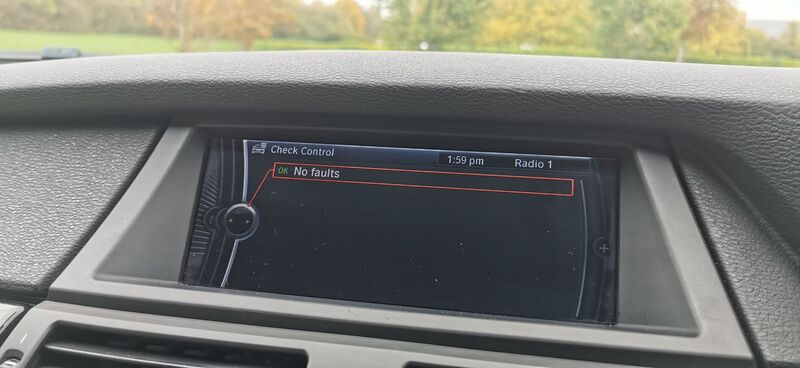 Check Control
1:59 pm
Radio 1
OK No faults